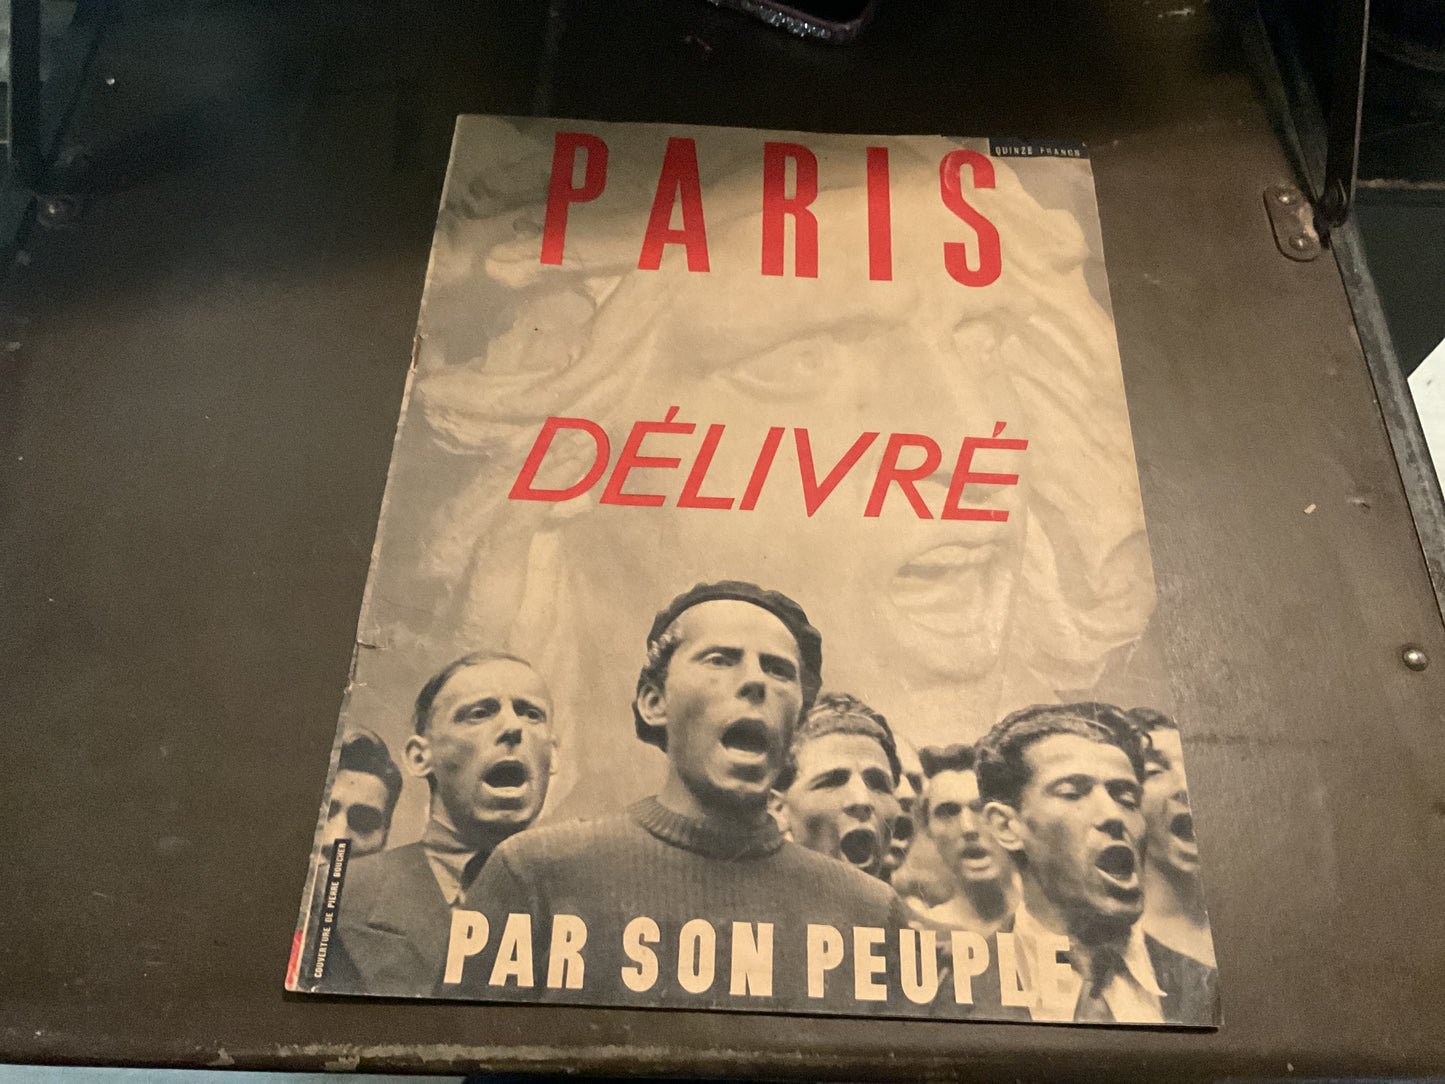 QUINZE FRANCS
PARIS
DÉLIVRÉ
PAR SON PEUPLE
COUVERTURE DE PIERRE BOUCHER